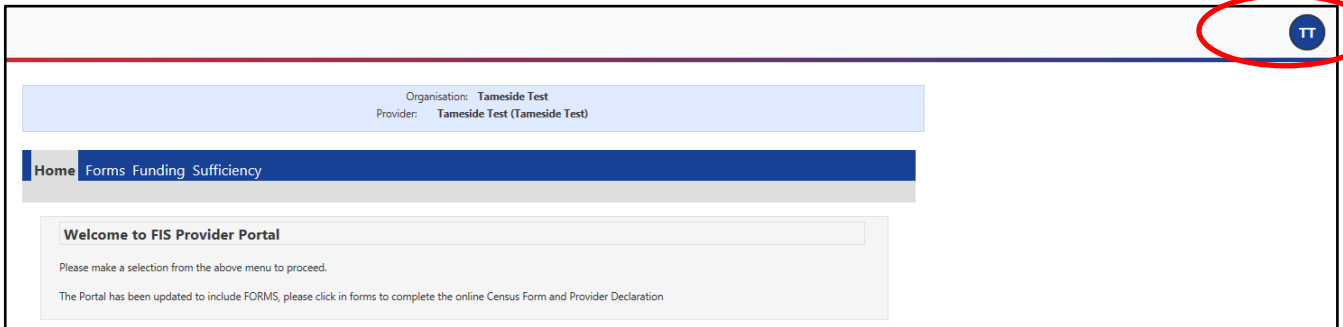 TT
Organisation: Tameside Test
Provider: Tameside Test (Tameside Test)
Home Forms Funding Sufficiency
Welcome to FIS Provider Portal
Please make a selection from the above menu to proceed.
The Portal has been updated to include FORMS, please click in forms to complete the online Census Form and Provider Declaration